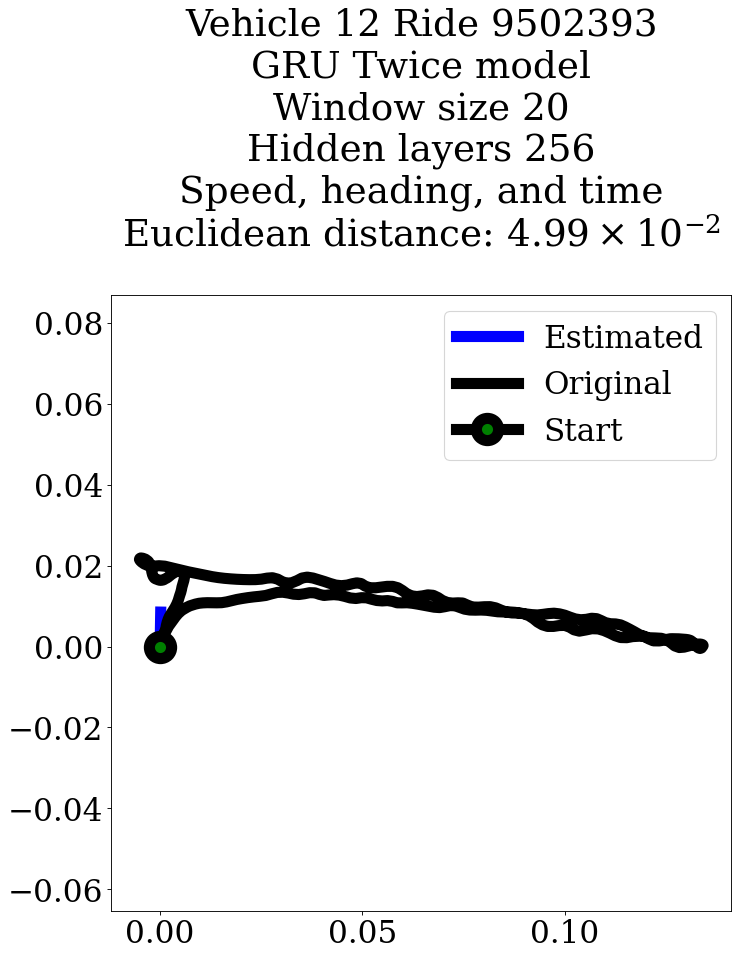 Vehicle 12 Ride 9502393
GRU Twice model
Window size 20
Hidden layers 256
Speed, heading, and time
Euclidean distance: 4.99 × 10⁻²
Estimated
Original
Start
0.08
0.06
0.04
0.02
0.00
−0.02
−0.04
−0.06
0.00 0.05 0.10